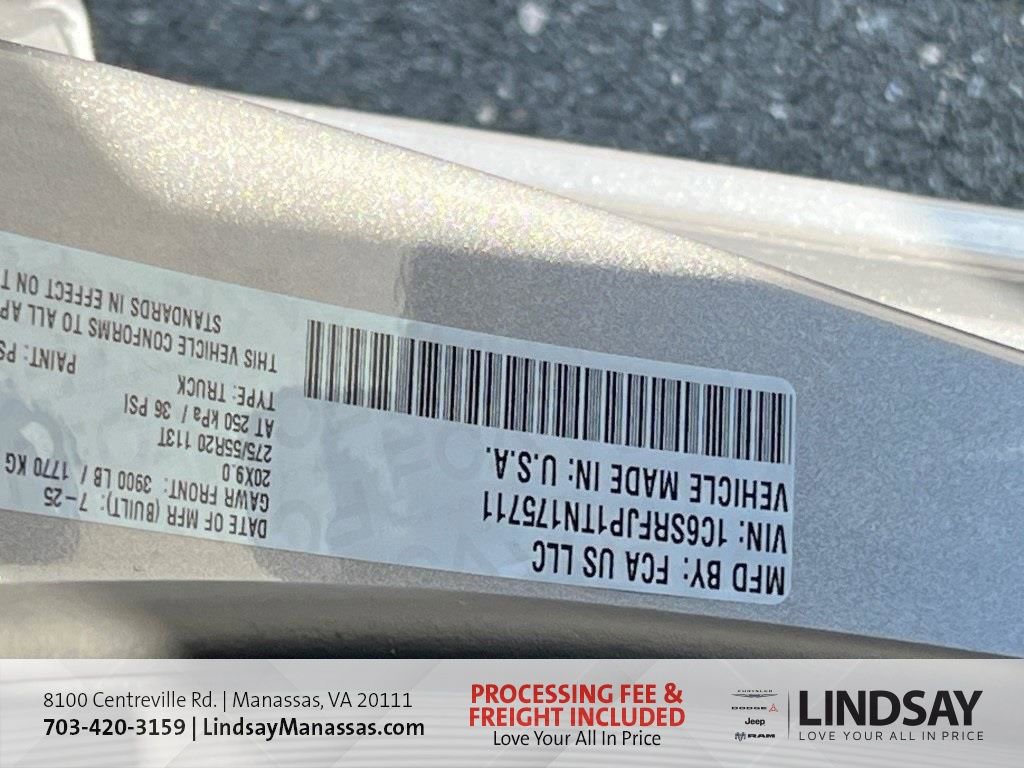 MFD BY: FCA US LLC
VIN: 1C6SRFJP1TN175711
VEHICLE MADE IN: U.S.A.
DATE OF MFR (BUILT): 7-25
GAWR FRONT: 3900 LB / 1770 KG
20X9.0
275/55R20 113T
AT 250 kPa / 36 PSI
TYPE: TRUCK
PAINT: PS
THIS VEHICLE CONFORMS TO ALL AP
STANDARDS IN EFFECT ON T
8100 Centreville Rd. | Manassas, VA 20111
703-420-3159 | LindsayManassas.com
PROCESSING FEE &
FREIGHT INCLUDED
Love Your All In Price
CHRYSLER
DODGE
Jeep
RAM
LINDSAY
LOVE YOUR ALL IN PRICE